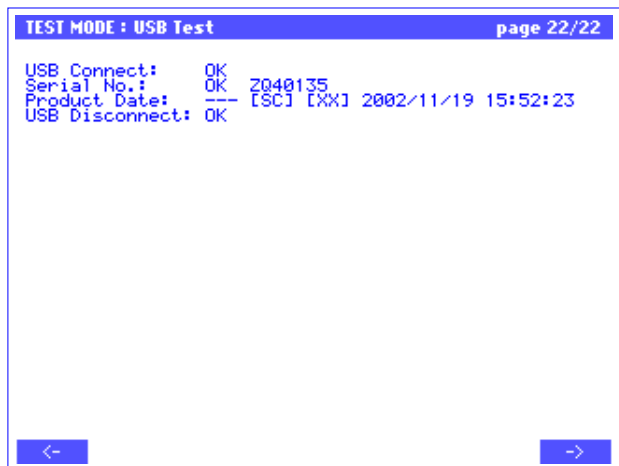 TEST MODE : USB Test page 22/22
USB Connect: OK
Serial No.: OK ZQ40135
Product Date: --- [SC] [XX] 2002/11/19 15:52:23
USB Disconnect: OK
<- ->